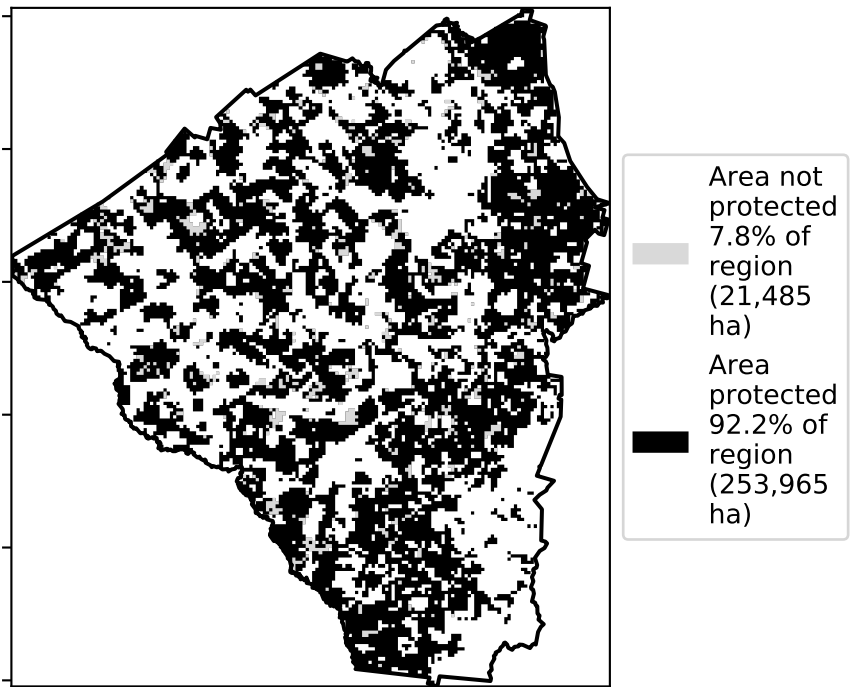 Area not
protected
7.8% of
region
(21,485
ha)
Area
protected
92.2% of
region
(253,965
ha)